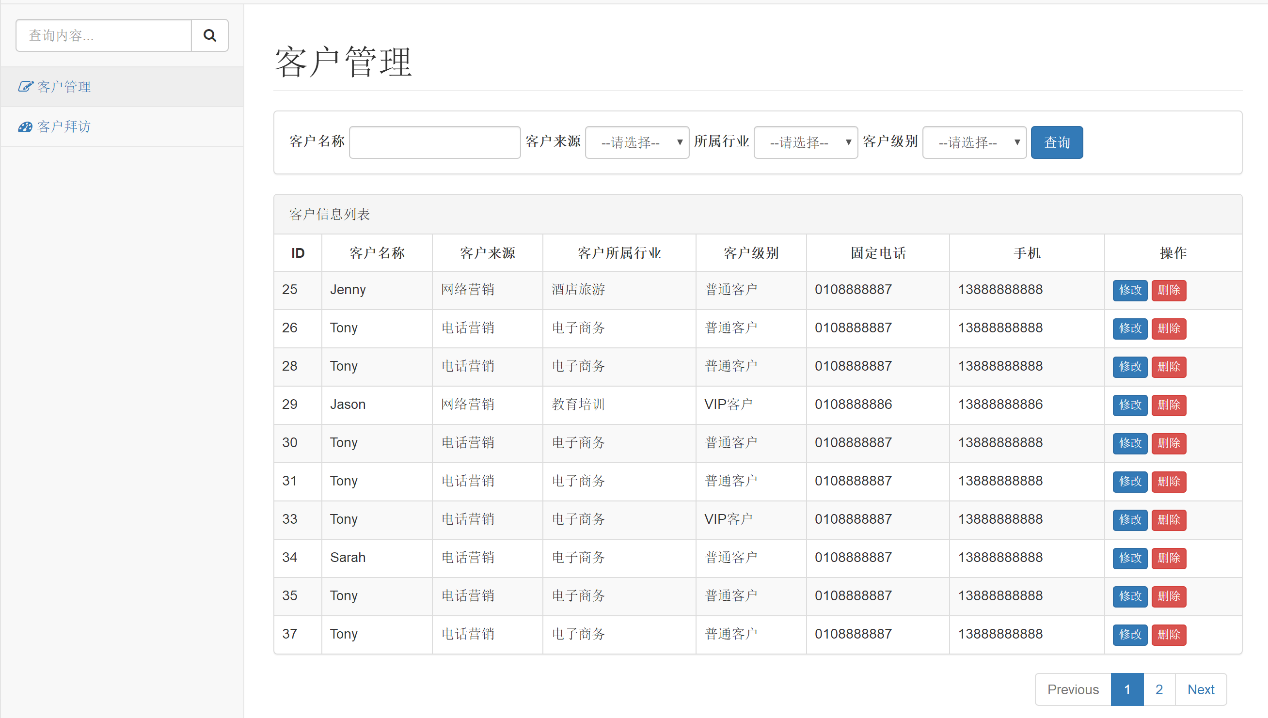 查询内容...
客户管理
客户拜访
客户管理
客户名称 客户来源 --请选择-- 所属行业 --请选择-- 客户级别 --请选择-- 查询
客户信息列表
ID 客户名称 客户来源 客户所属行业 客户级别 固定电话 手机 操作
25 Jenny 网络营销 酒店旅游 普通客户 0108888887 13888888888 修改 删除
26 Tony 电话营销 电子商务 普通客户 0108888887 13888888888 修改 删除
28 Tony 电话营销 电子商务 普通客户 0108888887 13888888888 修改 删除
29 Jason 网络营销 教育培训 VIP客户 0108888886 13888888886 修改 删除
30 Tony 电话营销 电子商务 普通客户 0108888887 13888888888 修改 删除
31 Tony 电话营销 电子商务 普通客户 0108888887 13888888888 修改 删除
33 Tony 电话营销 电子商务 VIP客户 0108888887 13888888888 修改 删除
34 Sarah 电话营销 电子商务 普通客户 0108888887 13888888888 修改 删除
35 Tony 电话营销 电子商务 普通客户 0108888887 13888888888 修改 删除
37 Tony 电话营销 电子商务 普通客户 0108888887 13888888888 修改 删除
Previous 1 2 Next